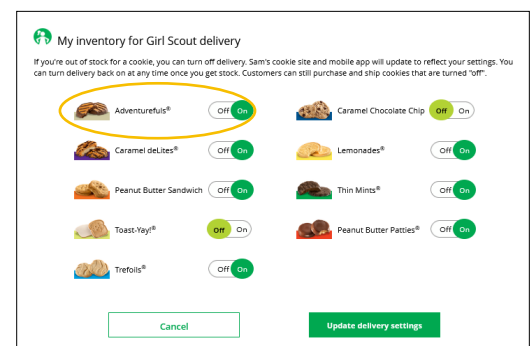 My inventory for Girl Scout delivery
If you're out of stock for a cookie, you can turn off delivery. Sam's cookie site and mobile app will update to reflect your settings. You
can turn delivery back on at any time once you get stock. Customers can still purchase and ship cookies that are turned "off".
Adventurefuls® Off On
Caramel Chocolate Chip Off On
Caramel deLites® Off On
Lemonades® Off On
Peanut Butter Sandwich Off On
Thin Mints® Off On
Toast-Yay!® Off On
Peanut Butter Patties® Off On
Trefoils® Off On
Cancel
Update delivery settings